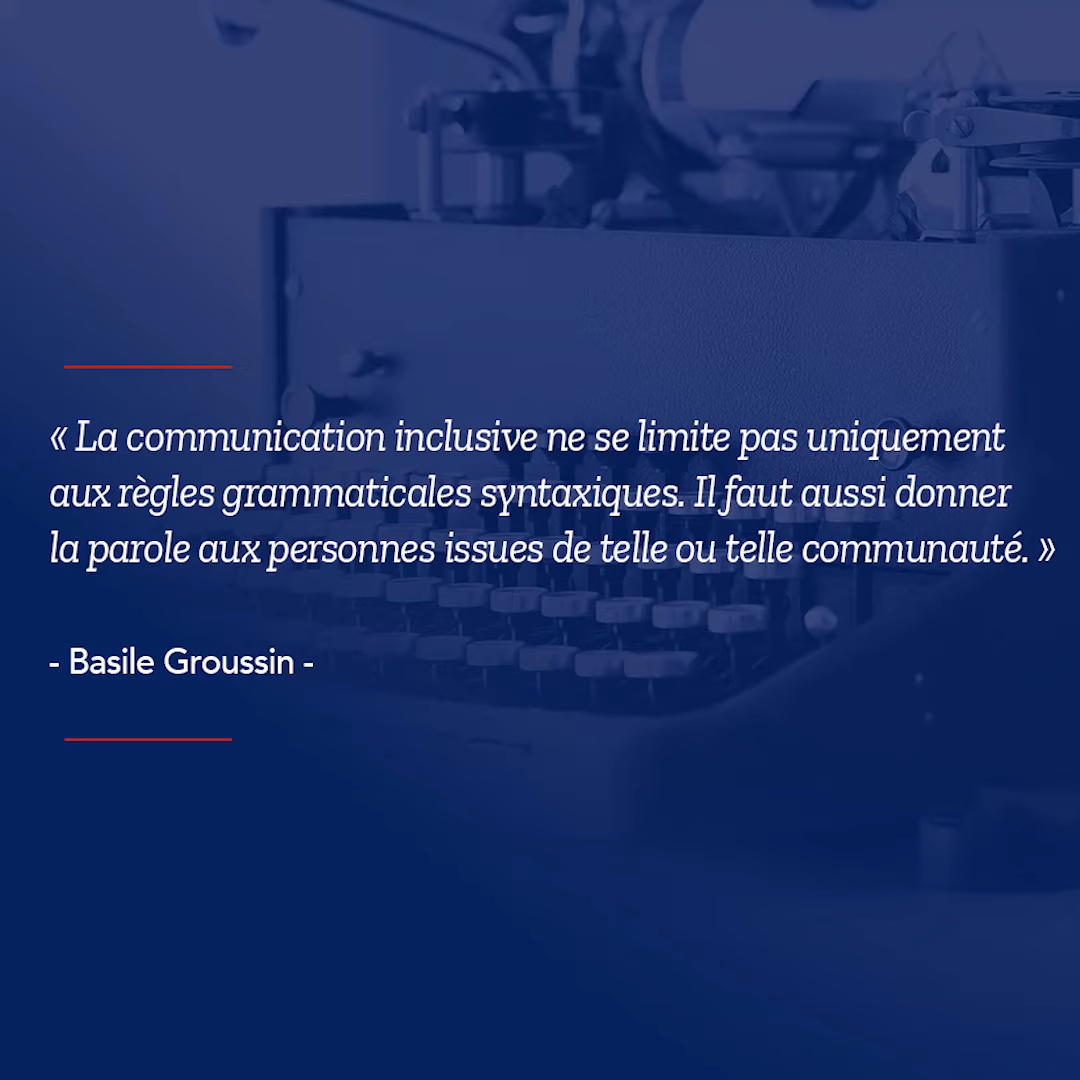 « La communication inclusive ne se limite pas uniquement
aux règles grammaticales syntaxiques. Il faut aussi donner
la parole aux personnes issues de telle ou telle communauté. »
- Basile Groussin -